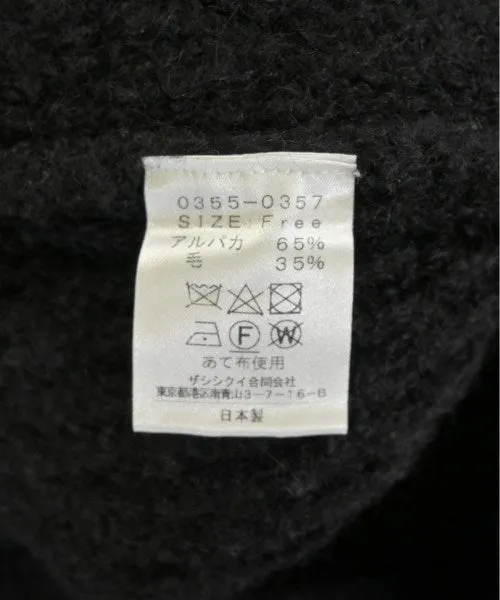 0355−0357
SIZE：Free
アルパカ 65%
毛 35%
F W
あて布使用
ザシシクイ合同会社
東京都港区南青山3−7−16−B
日本製